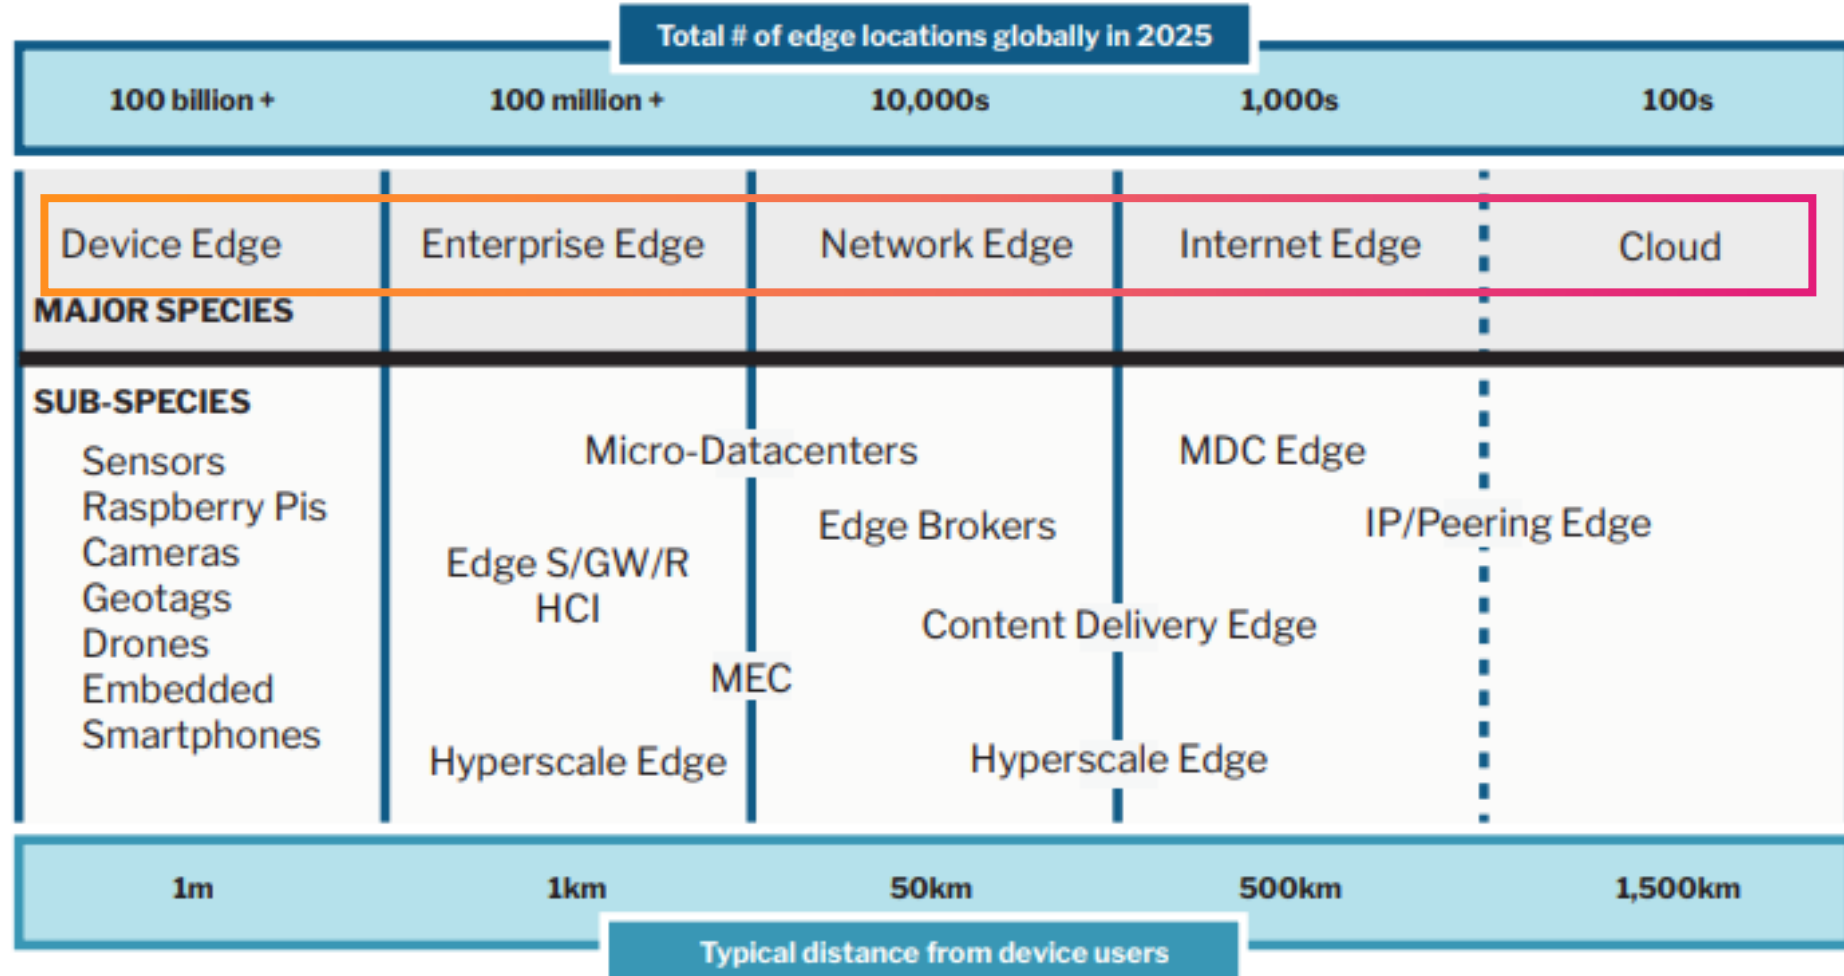 Total # of edge locations globally in 2025
100 billion + 100 million + 10,000s 1,000s 100s
Device Edge Enterprise Edge Network Edge Internet Edge Cloud
MAJOR SPECIES
SUB-SPECIES
Sensors
Raspberry Pis
Cameras
Geotags
Drones
Embedded
Smartphones
Micro-Datacenters
Edge S/GW/R
HCI
MEC
Hyperscale Edge
Edge Brokers
Content Delivery Edge
Hyperscale Edge
MDC Edge
IP/Peering Edge
1m 1km 50km 500km 1,500km
Typical distance from device users